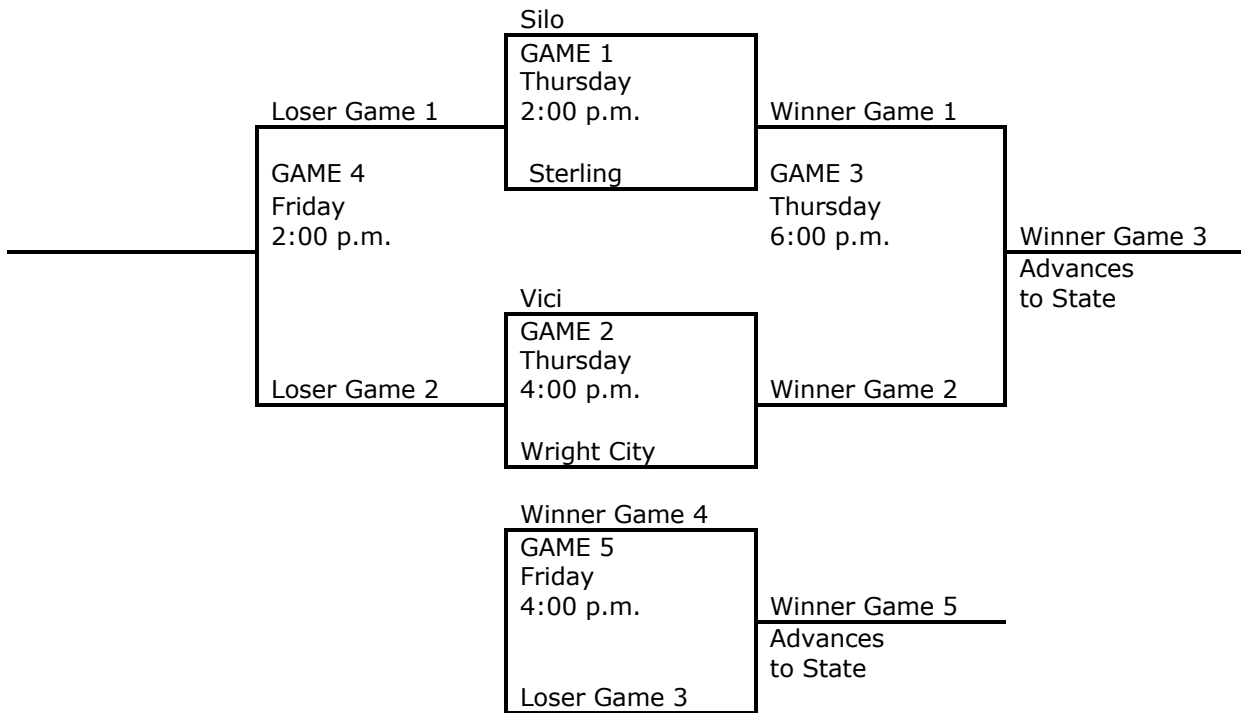 Silo
GAME 1
Thursday
2:00 p.m.
Loser Game 1
Winner Game 1
GAME 4
Friday
2:00 p.m.
Sterling
GAME 3
Thursday
6:00 p.m.
Winner Game 3
Advances
to State
Vici
GAME 2
Thursday
4:00 p.m.
Loser Game 2
Winner Game 2
Wright City
Winner Game 4
GAME 5
Friday
4:00 p.m.
Winner Game 5
Advances
to State
Loser Game 3